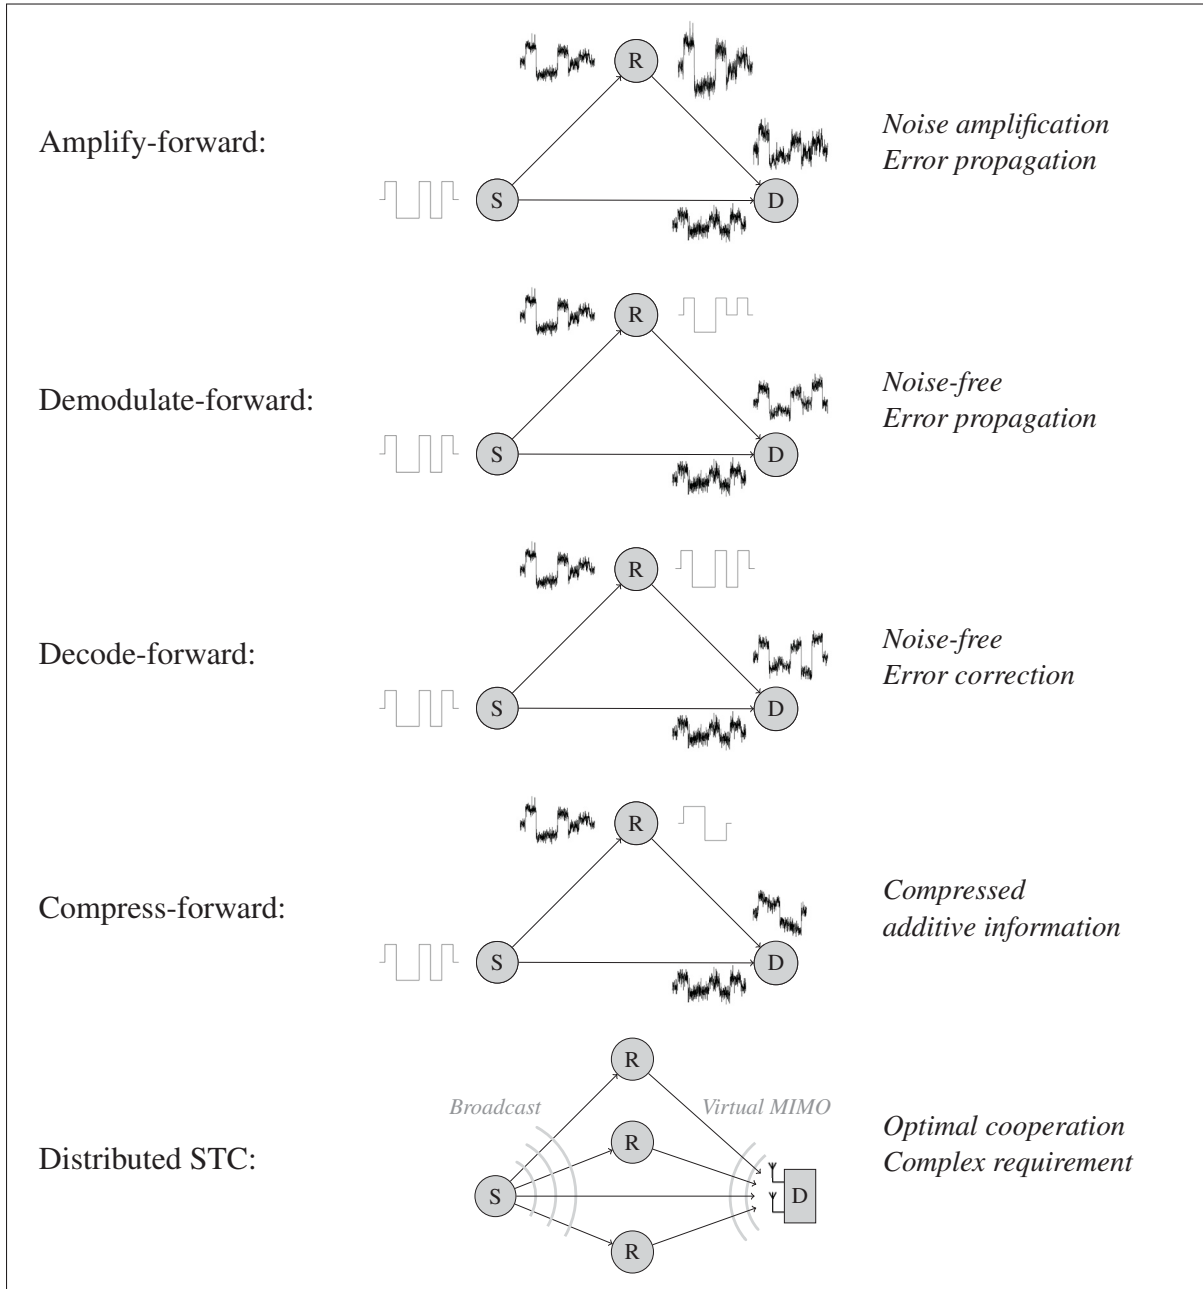 R
Amplify-forward:
Noise amplification
Error propagation
S
D
R
Demodulate-forward:
Noise-free
Error propagation
S
D
R
Decode-forward:
Noise-free
Error correction
S
D
R
Compress-forward:
Compressed
additive information
S
D
R
Broadcast
Virtual MIMO
R
Distributed STC:
Optimal cooperation
Complex requirement
S
D
R